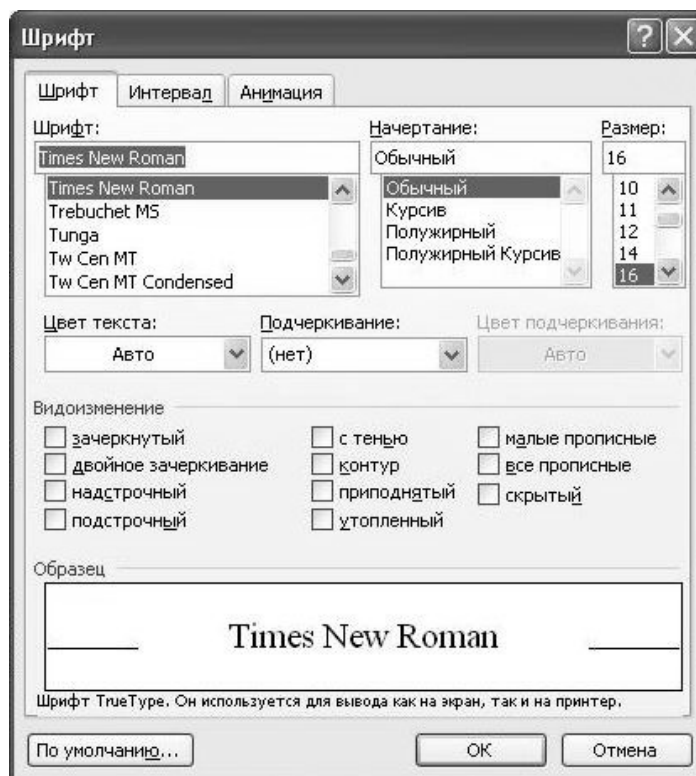 Шрифт
Шрифт Интервал Анимация
Шрифт: Начертание: Размер:
Times New Roman Обычный 16
Times New Roman Обычный 10
Trebuchet MS Курсив 11
Tunga Полужирный 12
Tw Cen MT Полужирный Курсив 14
Tw Cen MT Condensed 16
Цвет текста: Подчеркивание: Цвет подчеркивания:
Авто (нет) Авто
Видоизменение
зачеркнутый с тенью малые прописные
двойное зачеркивание контур все прописные
надстрочный приподнятый скрытый
подстрочный утопленный
Образец
Times New Roman
Шрифт TrueType. Он используется для вывода как на экран, так и на принтер.
По умолчанию... ОК Отмена